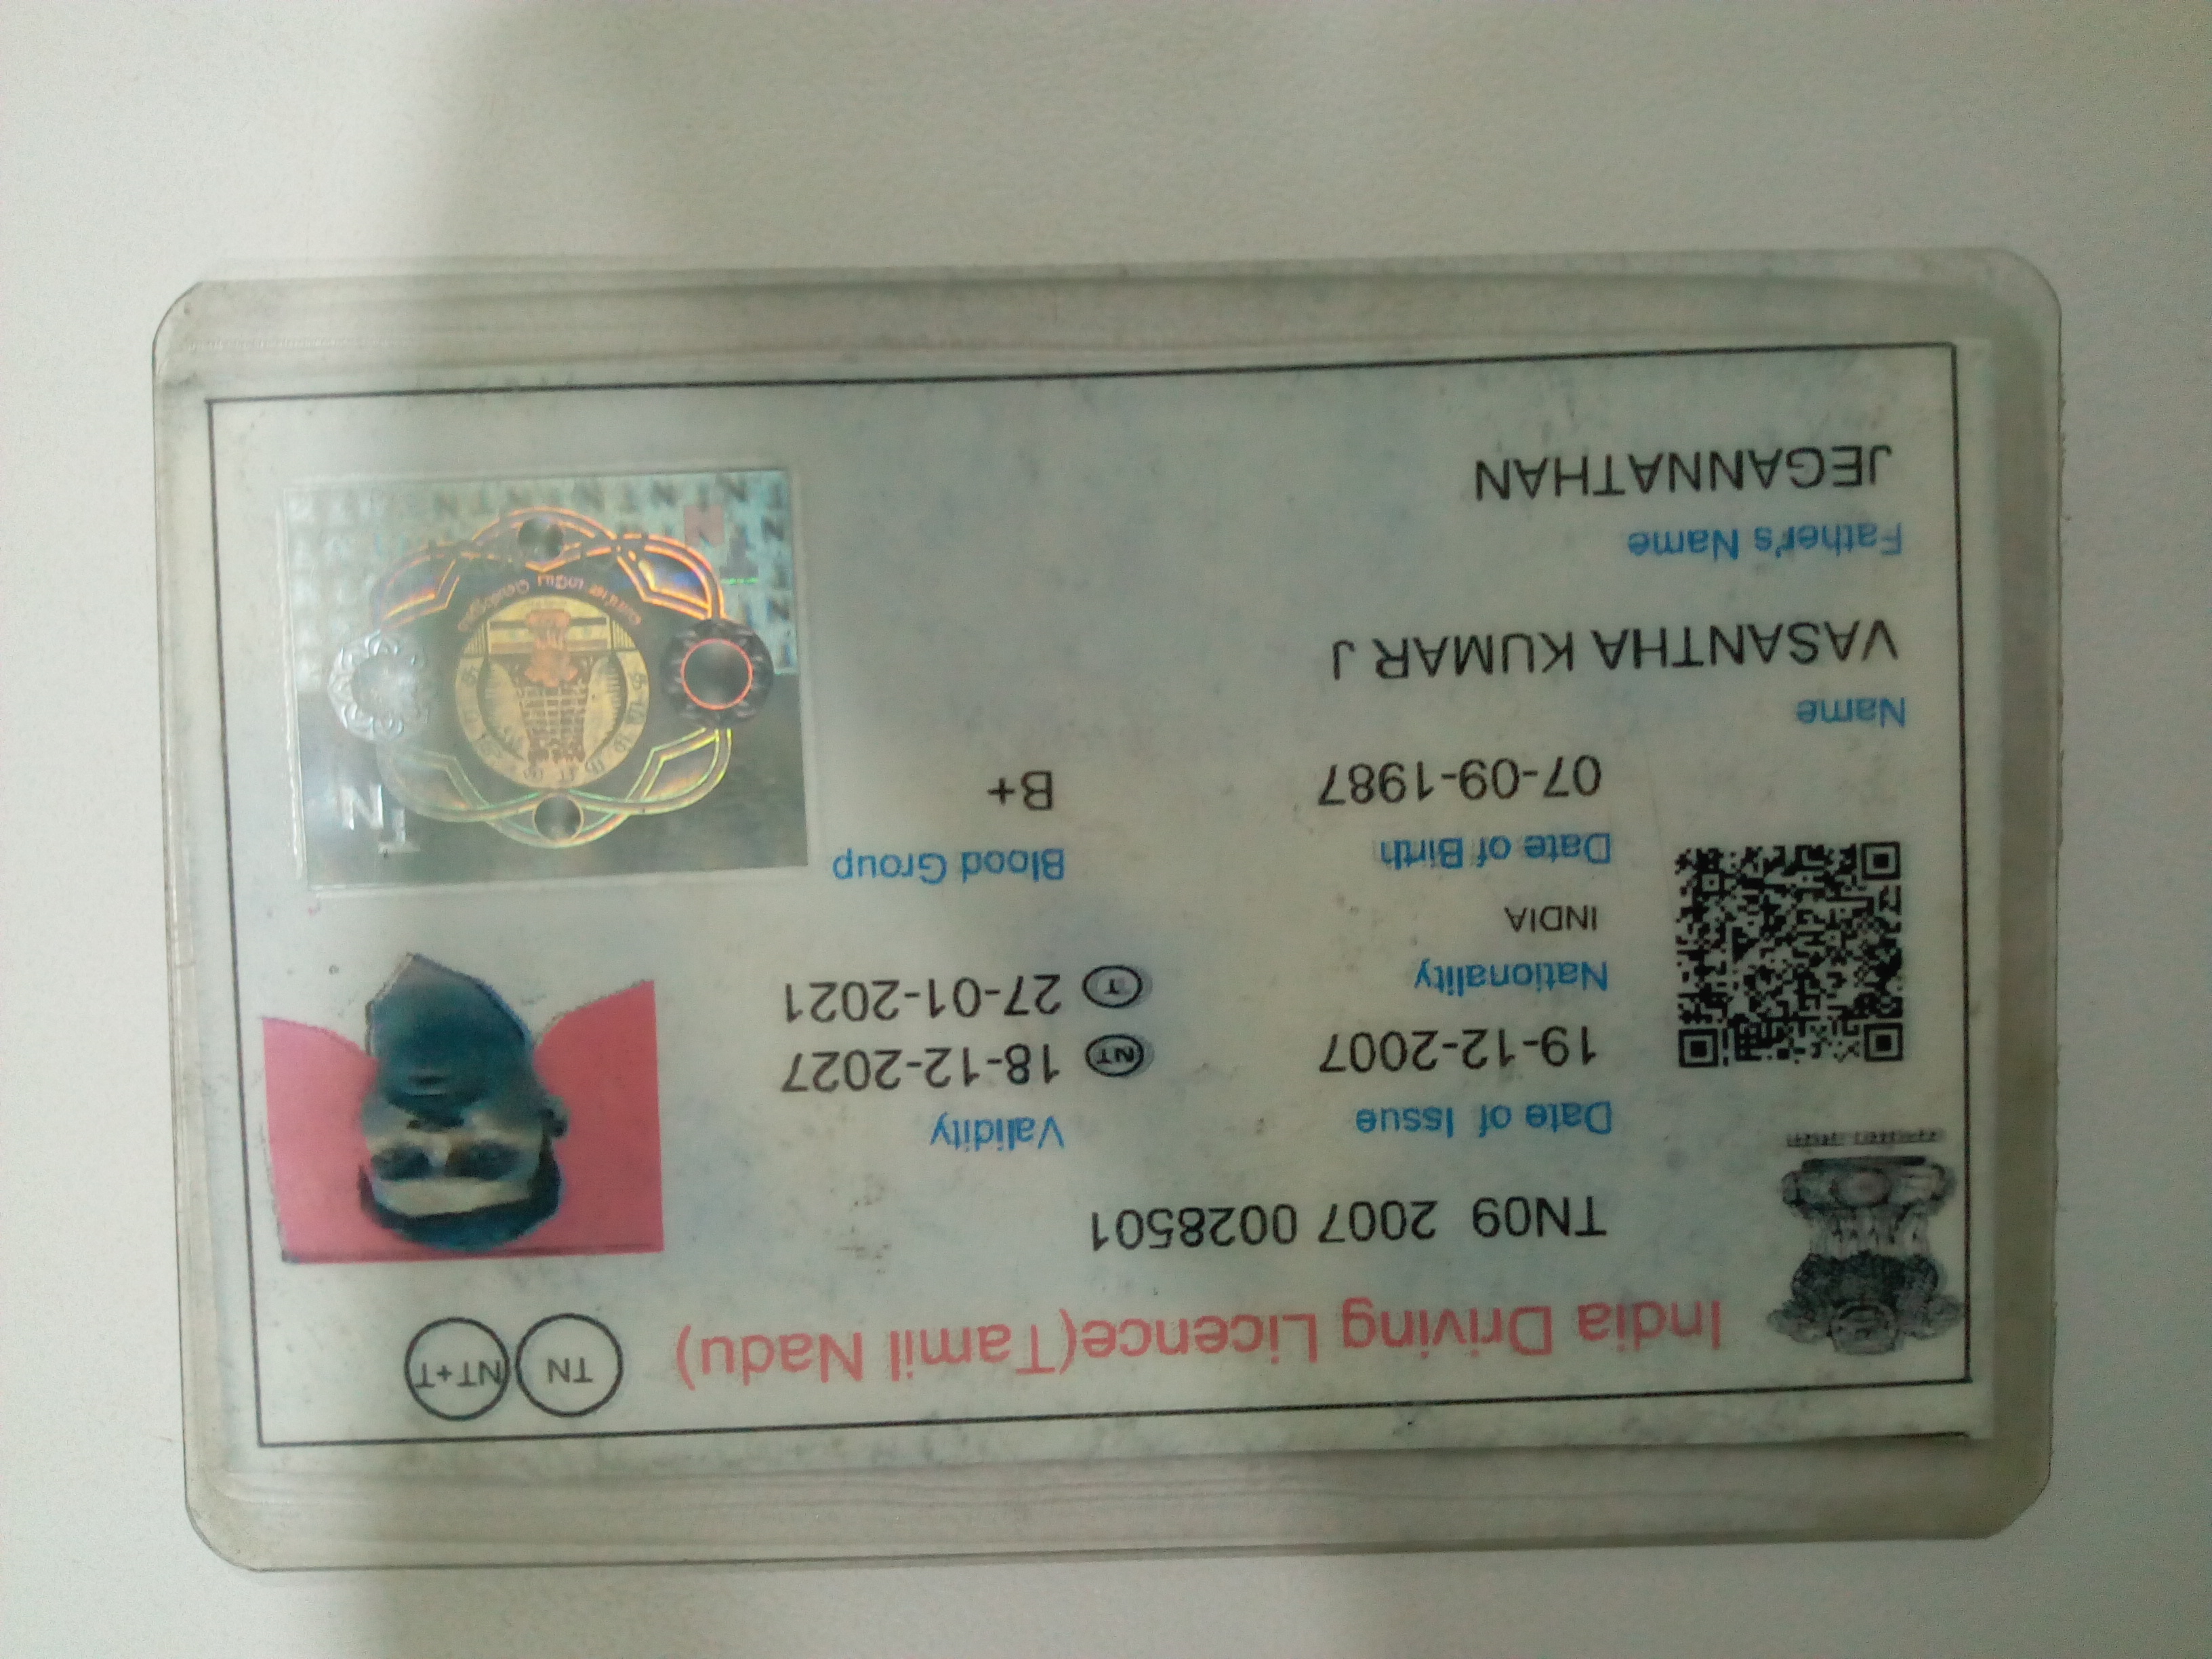 India Driving Licence(Tamil Nadu)
TN NT+T
TN09 2007 0028501
Date of Issue Validity
19-12-2007 NT 18-12-2027
Nationality T 27-01-2021
INDIA
Date of Birth Blood Group
07-09-1987 B+
Name
VASANTHA KUMAR J
Father's Name
JEGANNATHAN
TN